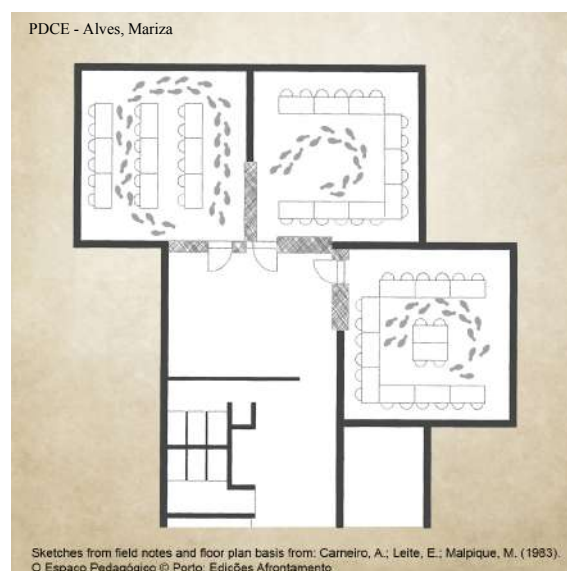 PDCE - Alves, Mariza
Sketches from field notes and floor plan basis from: Carneiro, A.; Leite, E.; Malpique, M. (1983).
O Espaço Pedagógico © Porto: Edições Afrontamento